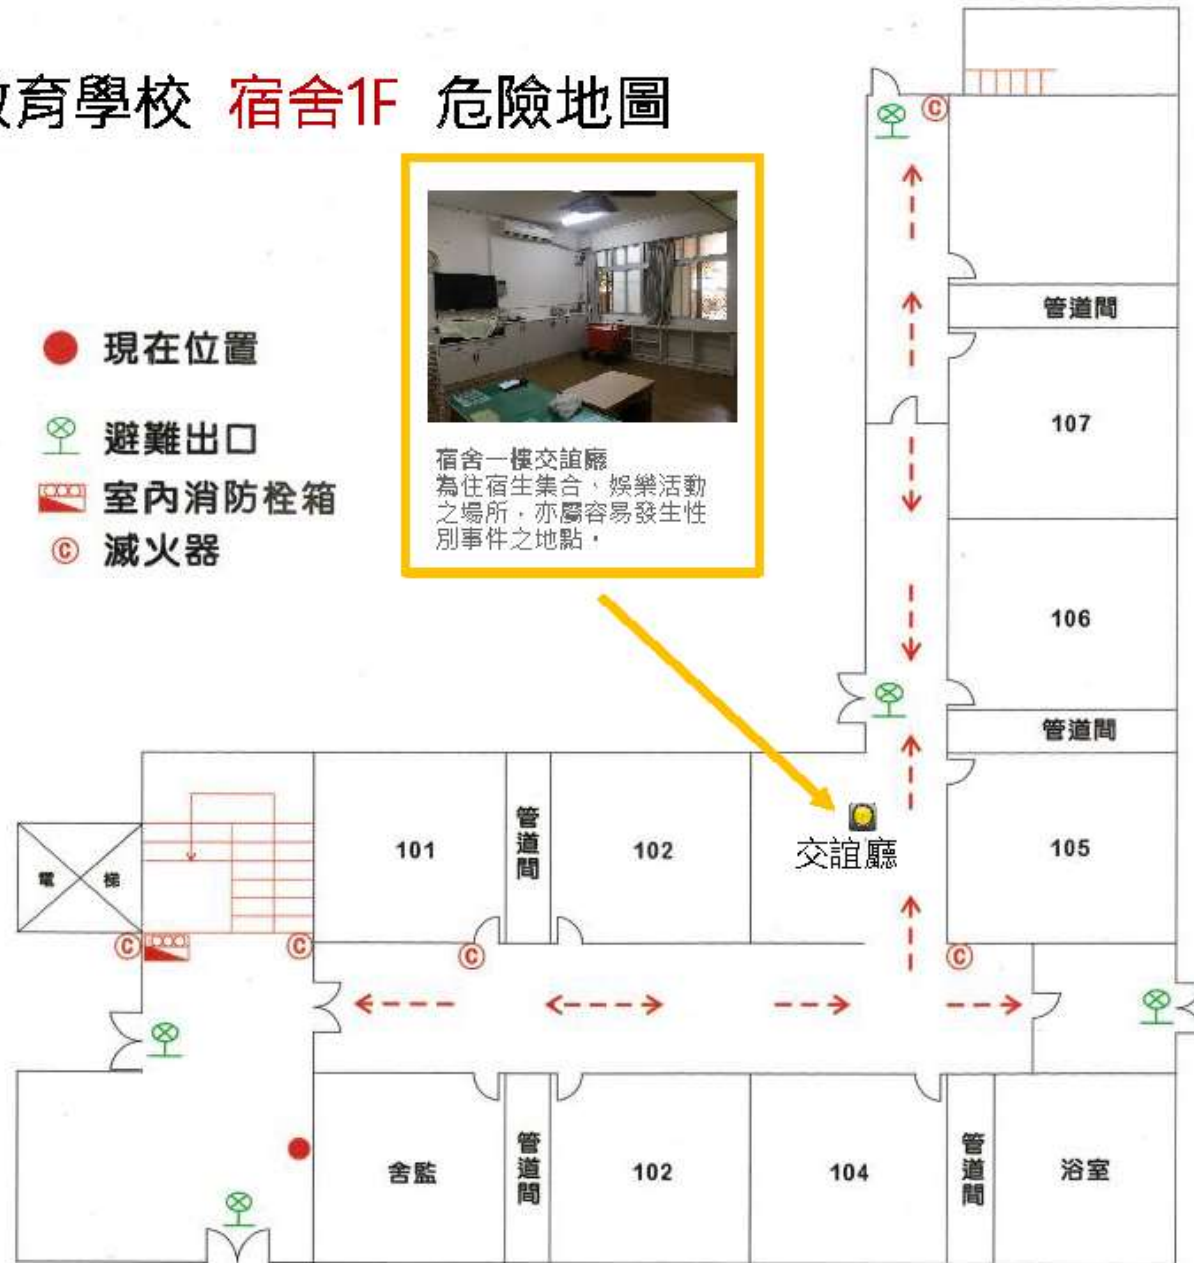 育學校 宿舍1F 危險地圖
現在位置
避難出口
室內消防栓箱
滅火器
宿舍一樓交誼廳
為住宿生集合、娛樂活動
之場所，亦屬容易發生性
別事件之地點。
管道間
107
106
管道間
105
101
管道間
102
交誼廳
電梯
舍監
管道間
102
104
管道間
浴室
C
C
C
C
C
C
C